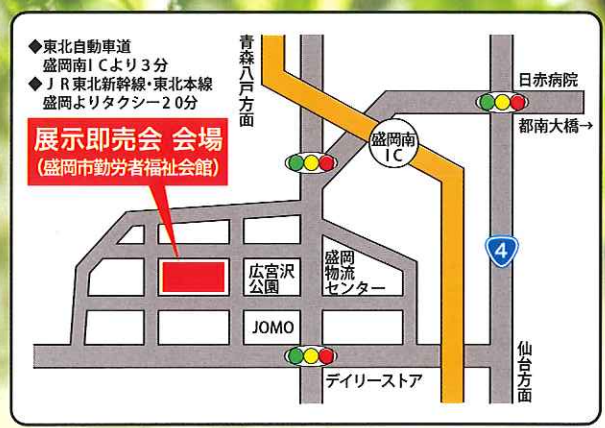 ◆東北自動車道
盛岡南ICより3分
◆JR東北新幹線・東北本線
盛岡よりタクシー20分
展示即売会 会場
(盛岡市勤労者福祉会館)
青森八戸方面
盛岡南
IC
日赤病院
都南大橋→
4
広宮沢
公園
盛岡
物流
センター
JOMO
デイリーストア
仙台方面